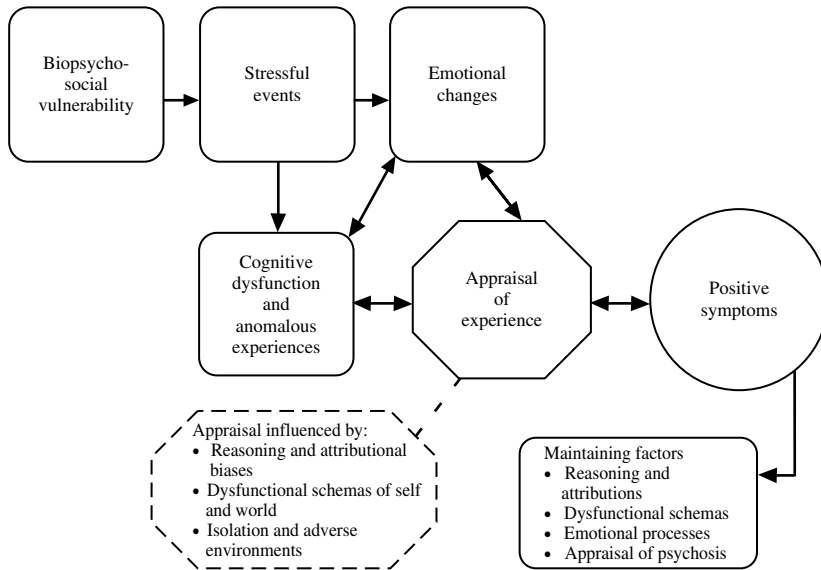 Biopsycho-
social
vulnerability
Stressful
events
Emotional
changes
Cognitive
dysfunction
and
anomalous
experiences
Appraisal
of
experience
Positive
symptoms
Appraisal influenced by:
• Reasoning and attributional
biases
• Dysfunctional schemas of self
and world
• Isolation and adverse
environments
Maintaining factors
• Reasoning and
attributions
• Dysfunctional schemas
• Emotional processes
• Appraisal of psychosis